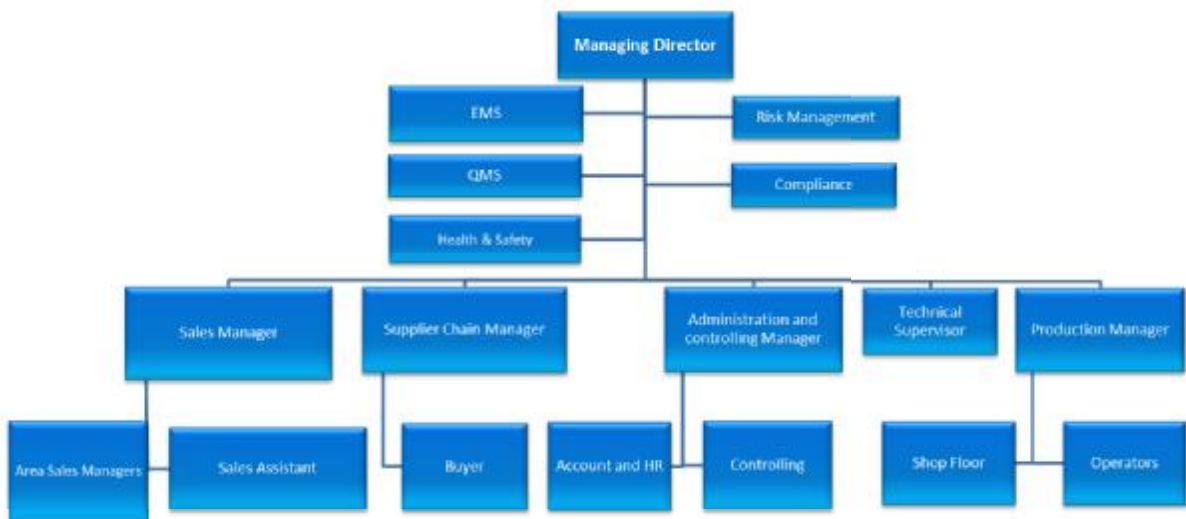 Managing Director
EMS
Risk Management
QMS
Compliance
Health & Safety
Sales Manager
Supplier Chain Manager
Administration and
controlling Manager
Technical
Supervisor
Production Manager
Area Sales Managers
Sales Assistant
Buyer
Account and HR
Controlling
Shop Floor
Operators